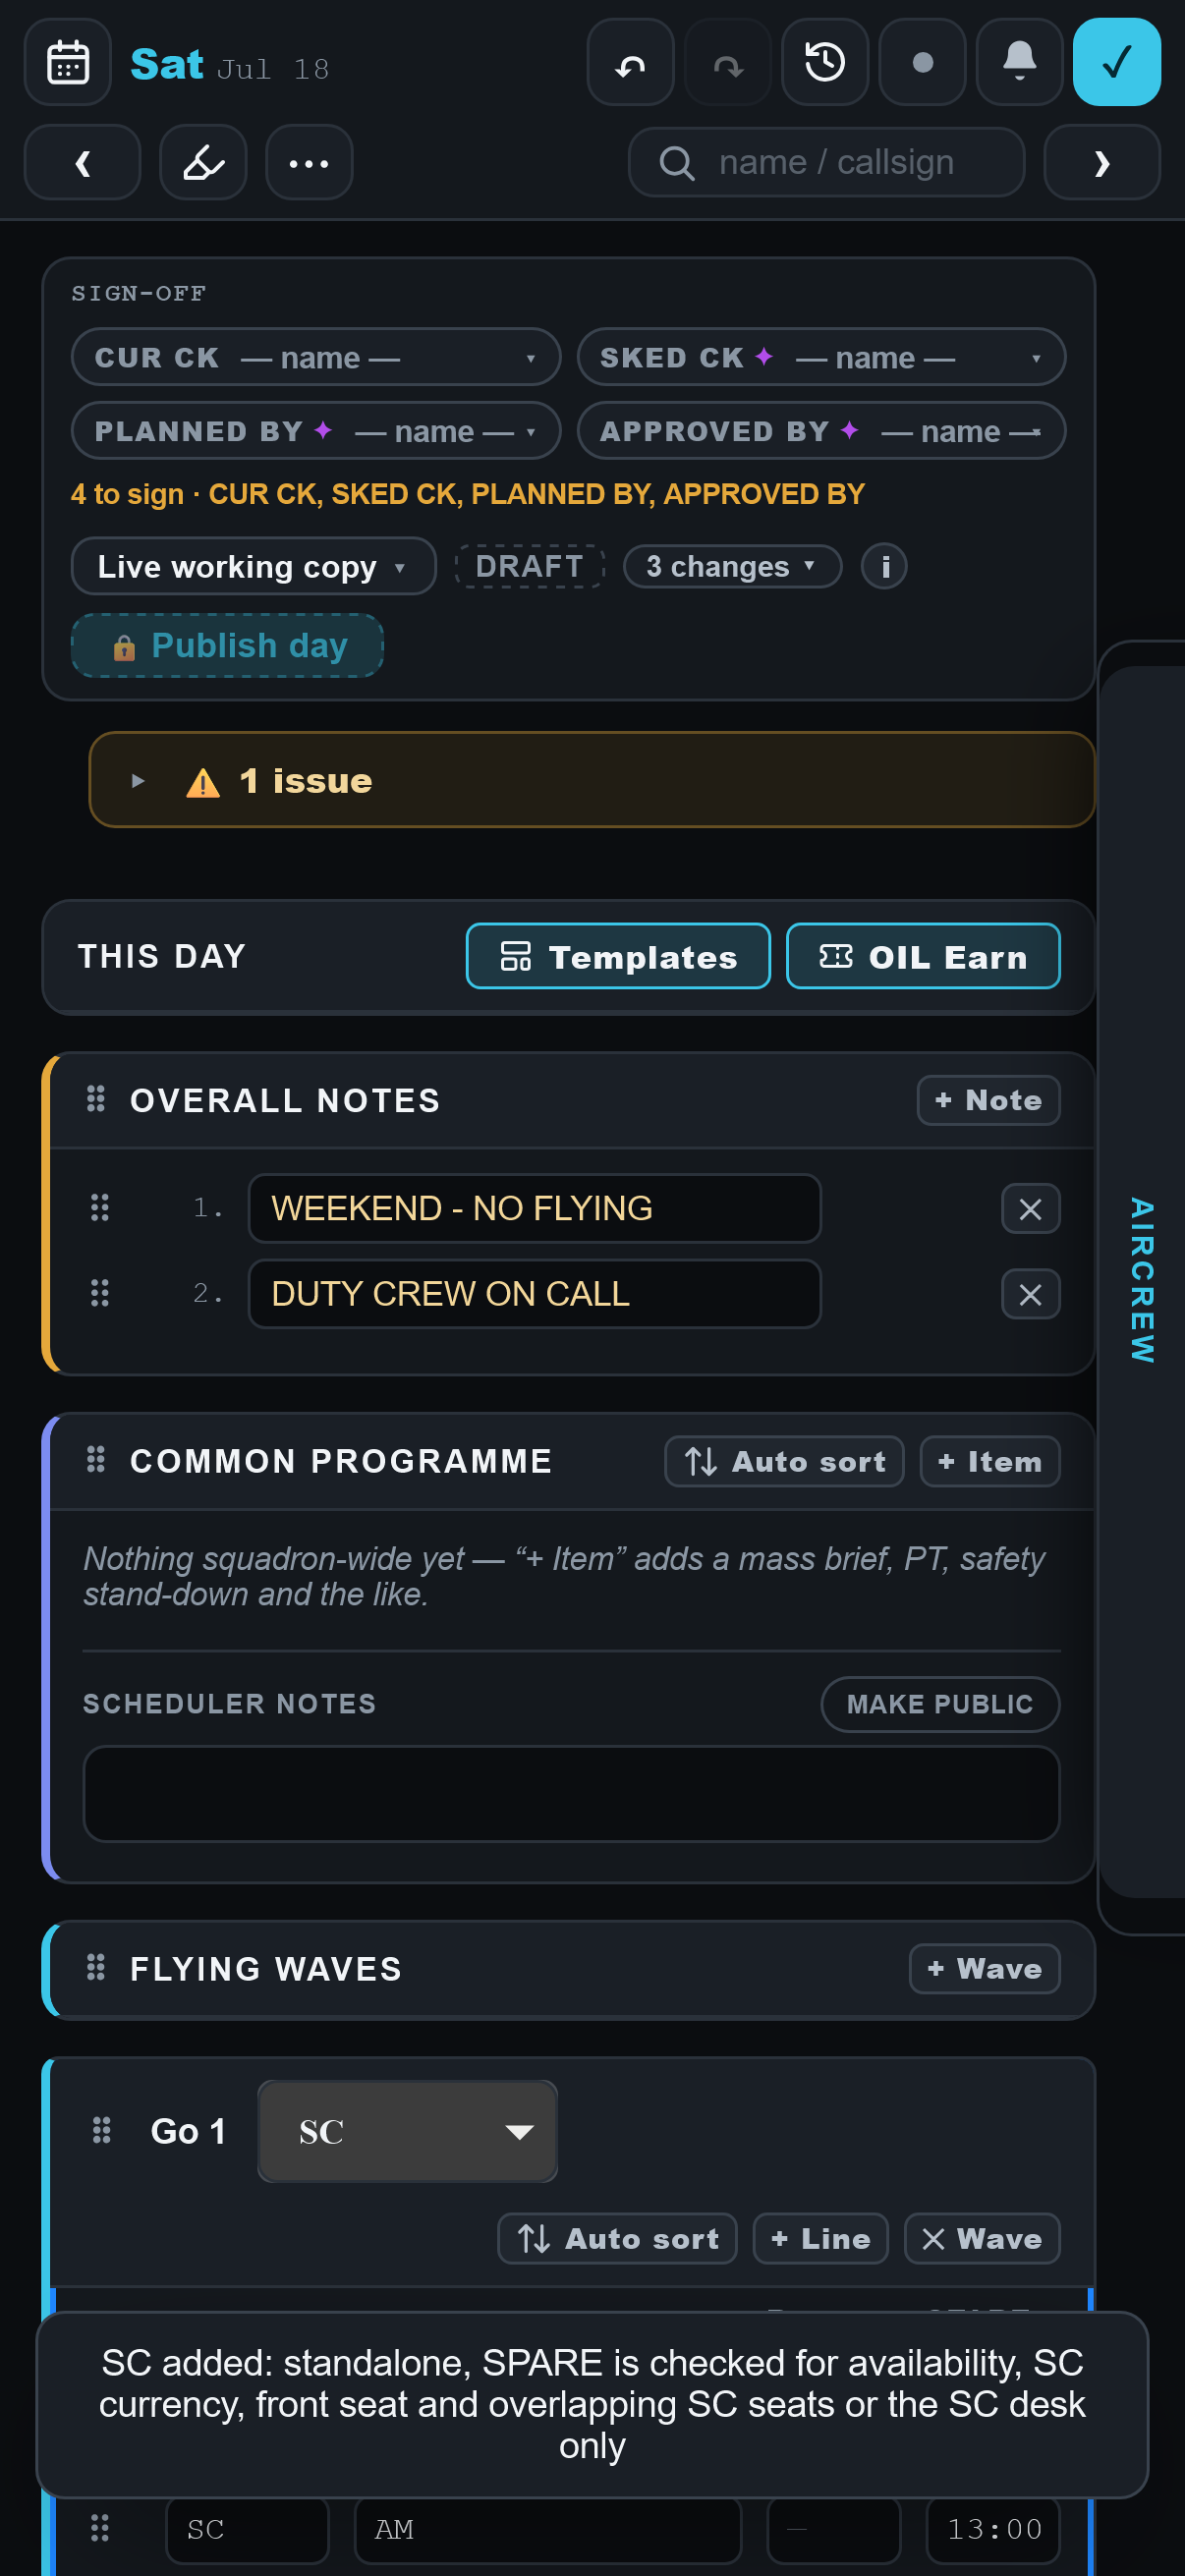 Sat Jul 18
name / callsign
SIGN-OFF
CUR CK — name —
SKED CK ✦ — name —
PLANNED BY ✦ — name —
APPROVED BY ✦ — name —
4 to sign · CUR CK, SKED CK, PLANNED BY, APPROVED BY
Live working copy
DRAFT
3 changes
i
Publish day
1 issue
THIS DAY
Templates
OIL Earn
OVERALL NOTES
+ Note
1. WEEKEND - NO FLYING
2. DUTY CREW ON CALL
AIRCREW
COMMON PROGRAMME
Auto sort
+ Item
Nothing squadron-wide yet — “+ Item” adds a mass brief, PT, safety
stand-down and the like.
SCHEDULER NOTES
MAKE PUBLIC
FLYING WAVES
+ Wave
Go 1
SC
Auto sort
+ Line
× Wave
SC added: standalone, SPARE is checked for availability, SC
currency, front seat and overlapping SC seats or the SC desk
only
SC
AM
—
13:00